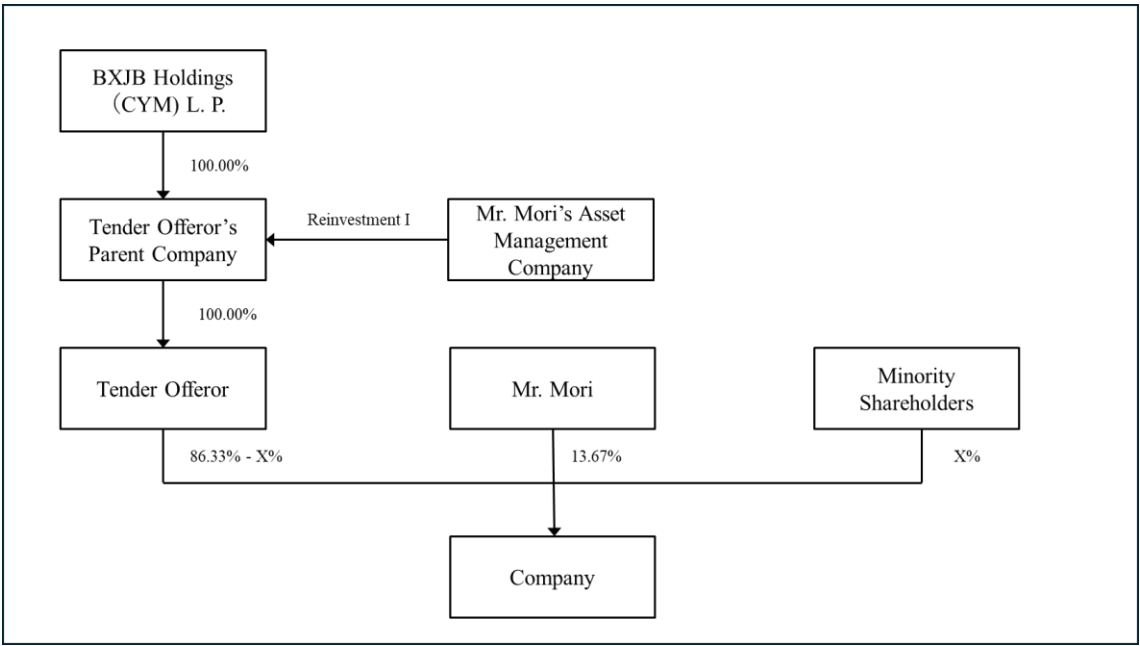 BXJB Holdings
（CYM) L. P.
100.00%
Tender Offeror’s
Parent Company
Reinvestment I
Mr. Mori’s Asset
Management
Company
100.00%
Tender Offeror
Mr. Mori
Minority
Shareholders
86.33% - X%
13.67%
X%
Company